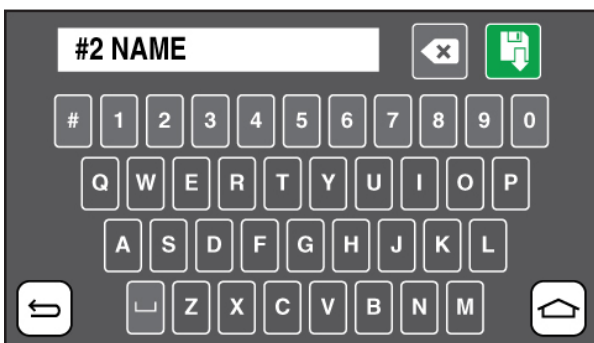 #2 NAME
# 1 2 3 4 5 6 7 8 9 0
Q W E R T Y U I O P
A S D F G H J K L
Z X C V B N M